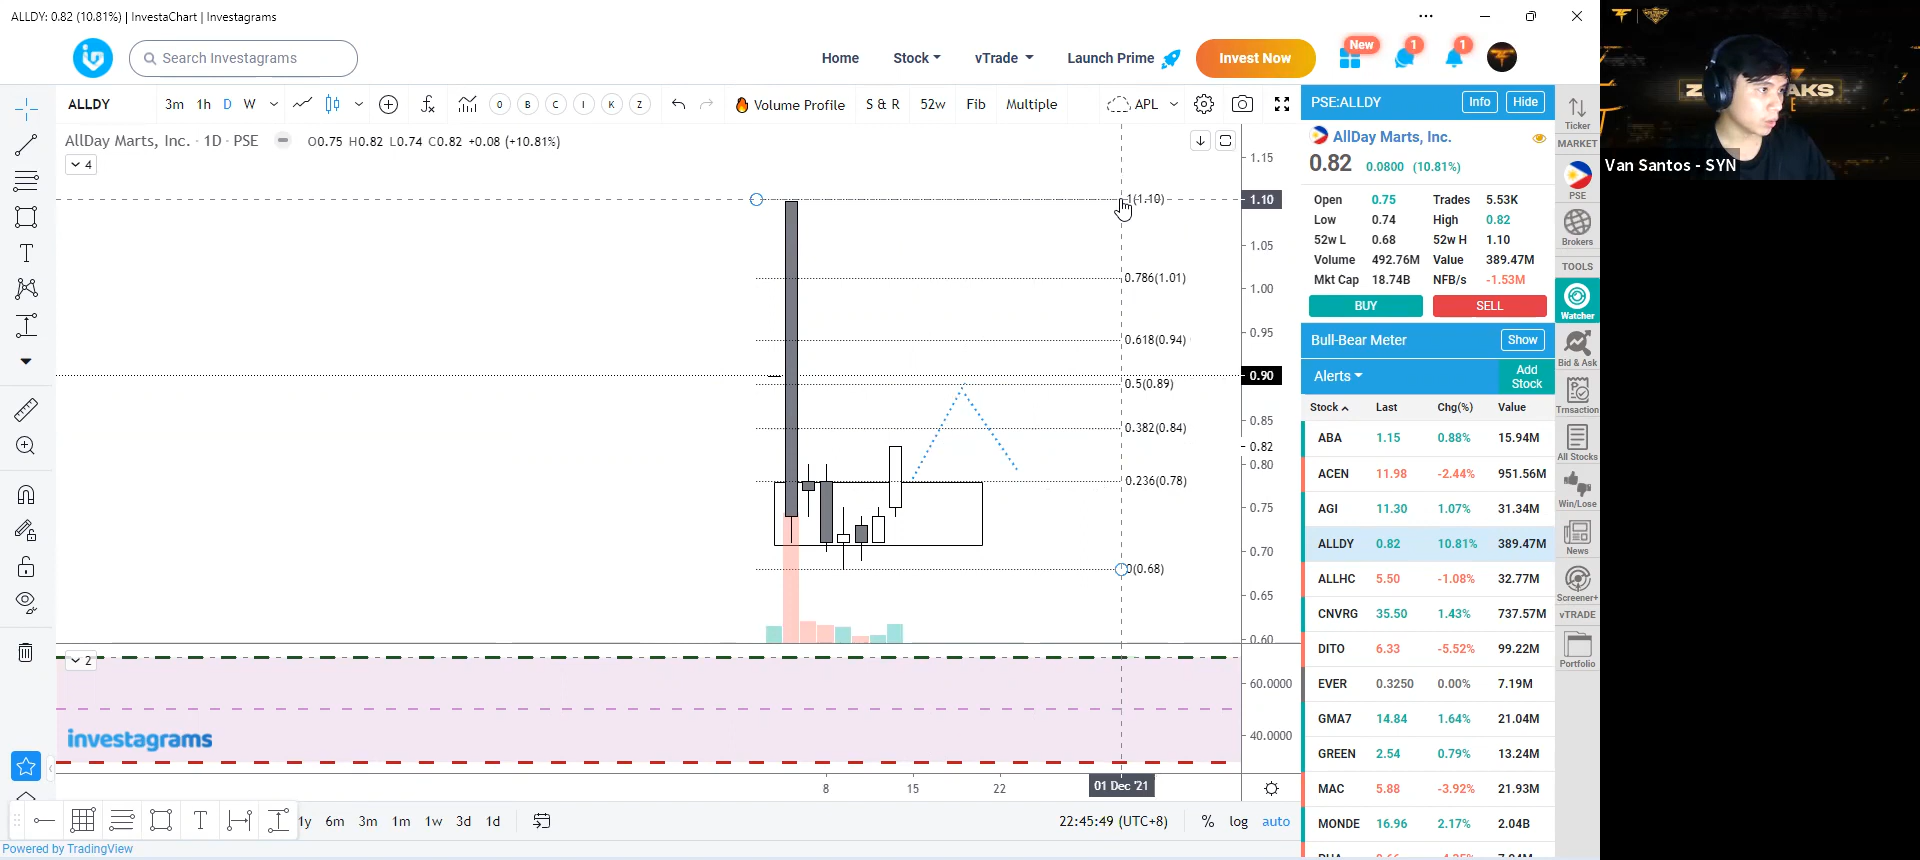 ALLDY: 0.82 (10.81%) | InvestaChart | Investagrams
Search Investagrams
Home Stock vTrade Launch Prime Invest Now New 1 1
ALLDY 3m 1h D W O B C I K Z Volume Profile S & R 52w Fib Multiple APL
AllDay Marts, Inc. · 1D · PSE O0.75 H0.82 L0.74 C0.82 +0.08 (+10.81%)
4
1.15
1(1.10) 1.10
1.05
0.786(1.01)
1.00
0.95
0.618(0.94)
0.90
0.5(0.89)
0.85
0.382(0.84)
0.82
0.80
0.236(0.78)
0.75
0.70
0(0.68)
0.65
0.60
2
60.0000
40.0000
investagrams
8 15 22 01 Dec '21
1y 6m 3m 1m 1w 3d 1d 22:45:49 (UTC+8) % log auto
Powered by TradingView
PSE:ALLDY Info Hide
AllDay Marts, Inc.
0.82 0.0800 (10.81%)
Open 0.75 Trades 5.53K
Low 0.74 High 0.82
52w L 0.68 52w H 1.10
Volume 492.76M Value 389.47M
Mkt Cap 18.74B NFB/s -1.53M
BUY SELL
Bull-Bear Meter Show
Alerts Add Stock
Stock Last Chg(%) Value
ABA 1.15 0.88% 15.94M
ACEN 11.98 -2.44% 951.56M
AGI 11.30 1.07% 31.34M
ALLDY 0.82 10.81% 389.47M
ALLHC 5.50 -1.08% 32.77M
CNVRG 35.50 1.43% 737.57M
DITO 6.33 -5.52% 99.22M
EVER 0.3250 0.00% 7.19M
GMA7 14.84 1.64% 21.04M
GREEN 2.54 0.79% 13.24M
MAC 5.88 -3.92% 21.93M
MONDE 16.96 2.17% 2.04B
Ticker
MARKET
PSE
Brokers
TOOLS
Watcher
Bid & Ask
Trnsaction
All Stocks
Win/Lose
News
Screener+
vTRADE
Portfolio
Van Santos - SYN